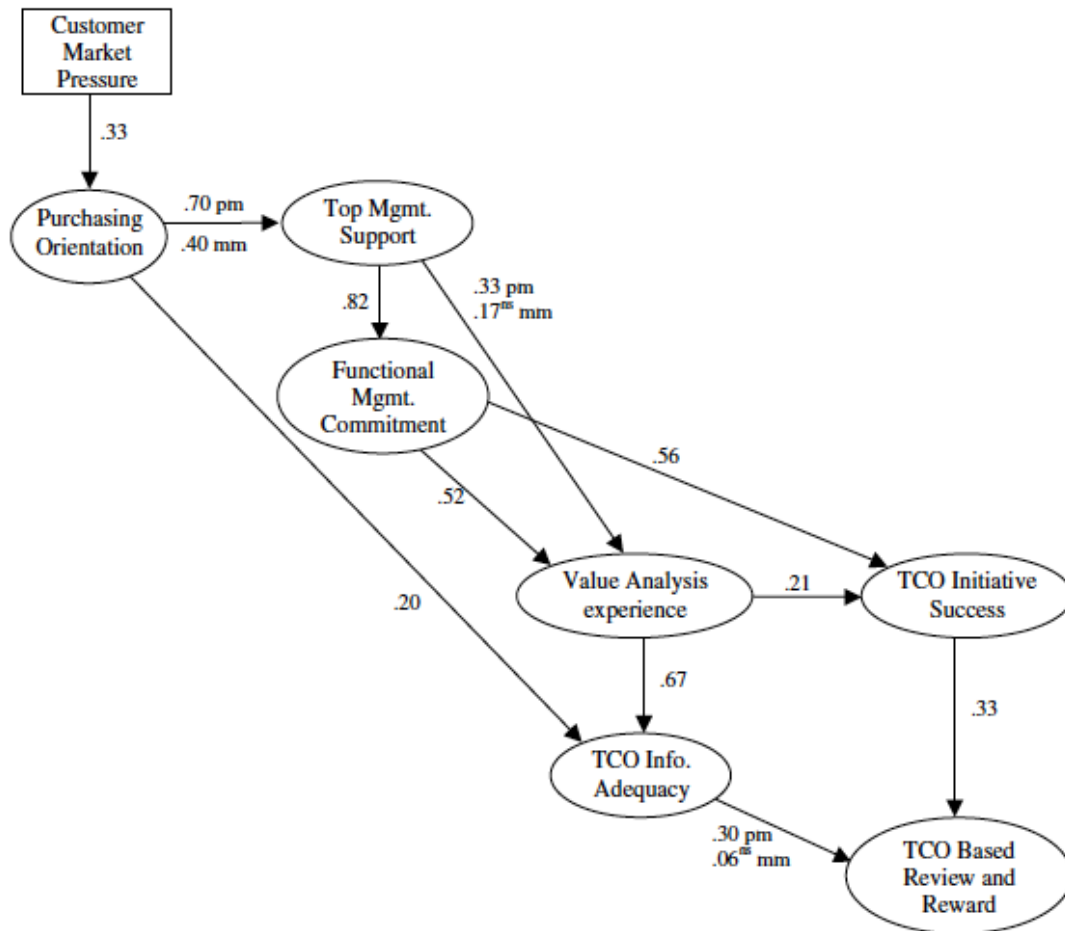 Customer
Market
Pressure
.33
Purchasing
Orientation
.70 pm
.40 mm
Top Mgmt.
Support
.82
.33 pm
.17ns mm
Functional
Mgmt.
Commitment
.56
.52
.20
Value Analysis
experience
.21
TCO Initiative
Success
.67
.33
TCO Info.
Adequacy
.30 pm
.06ns mm
TCO Based
Review and
Reward